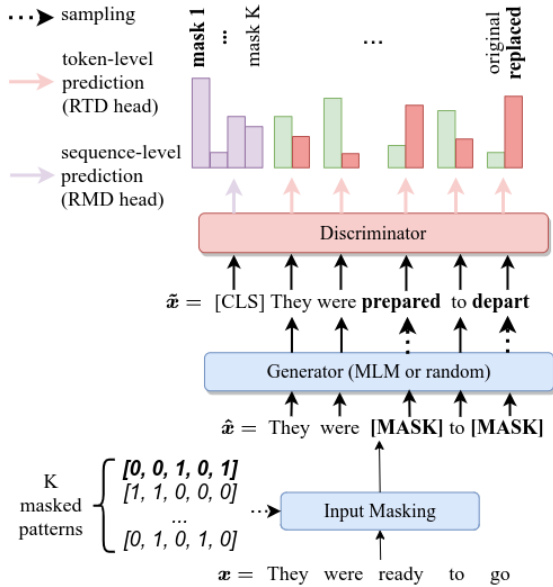 sampling
token-level
prediction
(RTD head)
sequence-level
prediction
(RMD head)
mask 1
...
mask K
...
original
replaced
Discriminator
x̃ = [CLS] They were prepared to depart
Generator (MLM or random)
x̂ = They were [MASK] to [MASK]
K
masked
patterns
[0, 0, 1, 0, 1]
[1, 1, 0, 0, 0]
...
[0, 1, 0, 1, 0]
Input Masking
x = They were ready to go